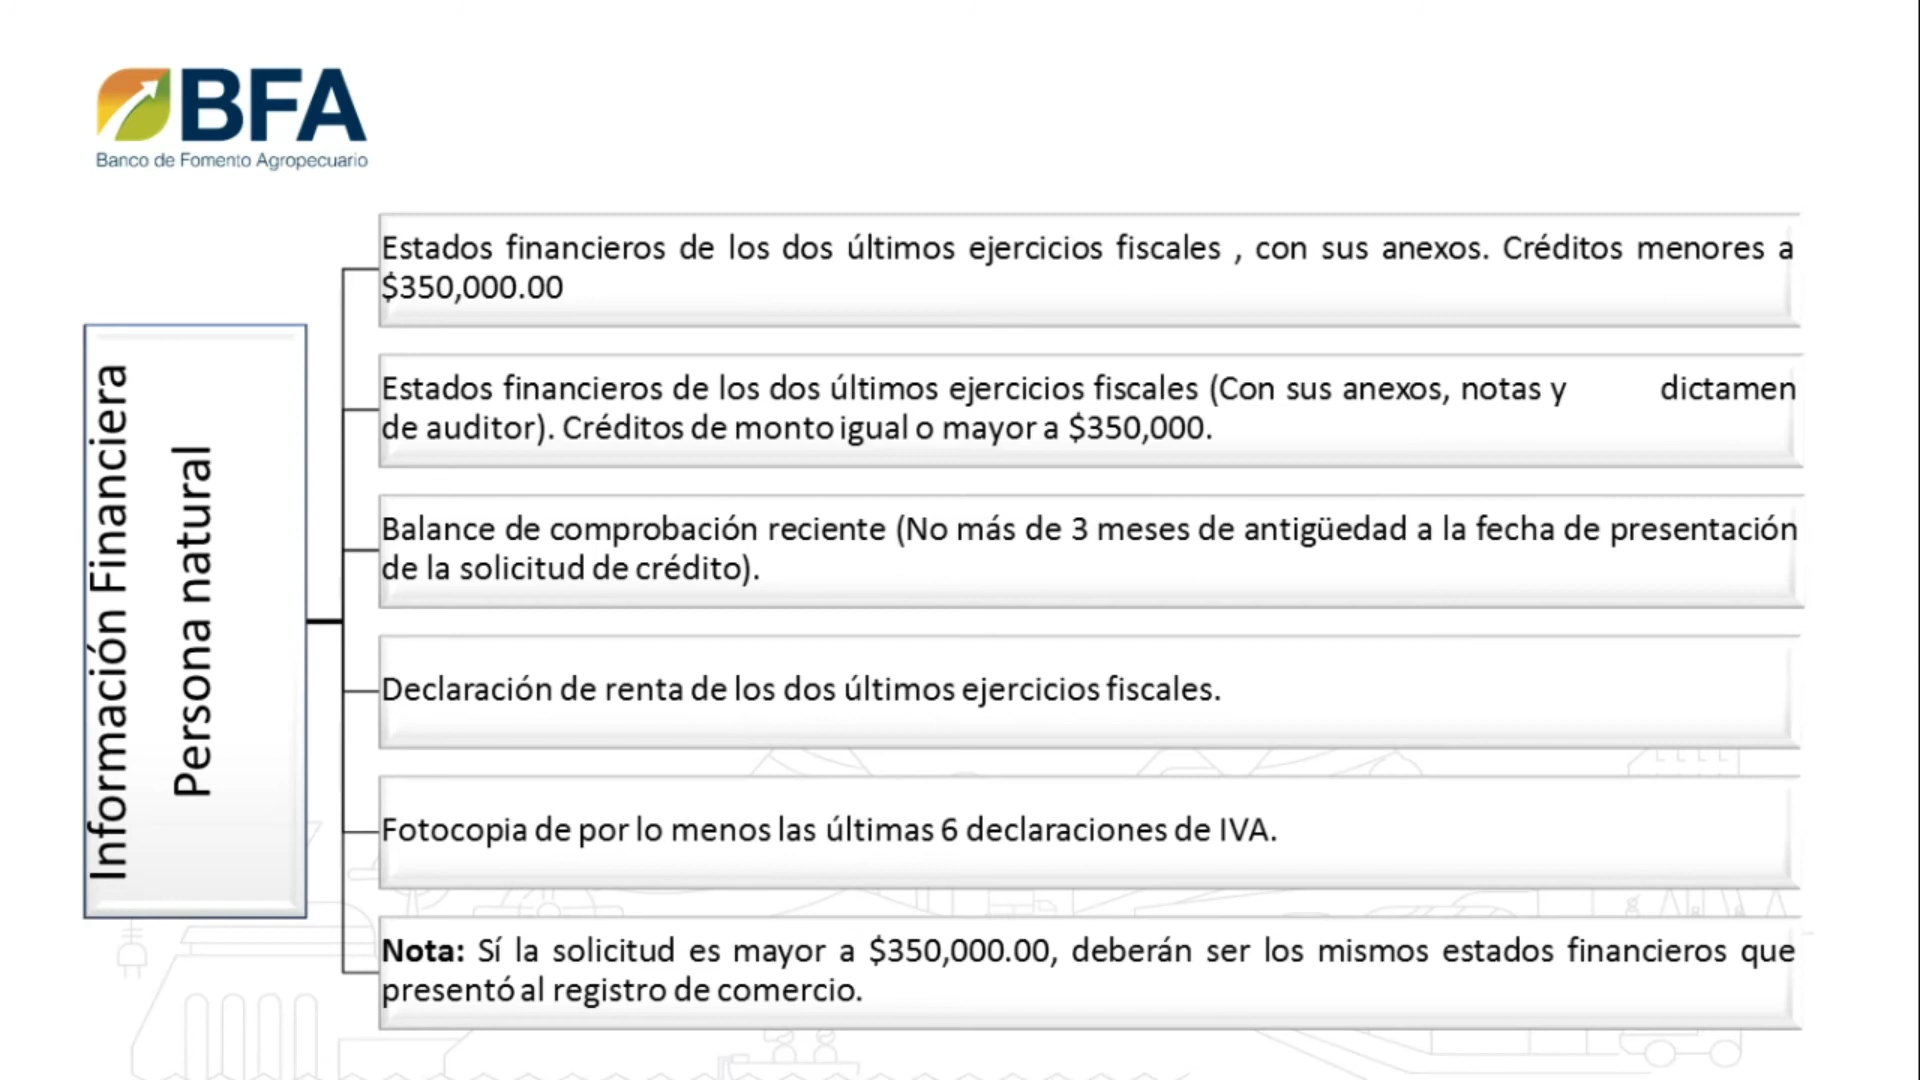 BFA
Banco de Fomento Agropecuario
Información Financiera
Persona natural
Estados financieros de los dos últimos ejercicios fiscales , con sus anexos. Créditos menores a
$350,000.00
Estados financieros de los dos últimos ejercicios fiscales (Con sus anexos, notas y dictamen
de auditor). Créditos de monto igual o mayor a $350,000.
Balance de comprobación reciente (No más de 3 meses de antigüedad a la fecha de presentación
de la solicitud de crédito).
Declaración de renta de los dos últimos ejercicios fiscales.
Fotocopia de por lo menos las últimas 6 declaraciones de IVA.
Nota: Sí la solicitud es mayor a $350,000.00, deberán ser los mismos estados financieros que
presentó al registro de comercio.